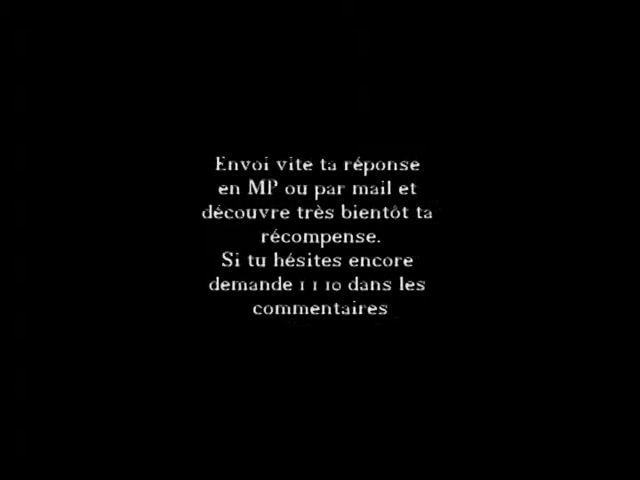 Envoi vite ta réponse
en MP ou par mail et
découvre très bientôt ta
récompense.
Si tu hésites encore
demande 1 1 10 dans les
commentaires